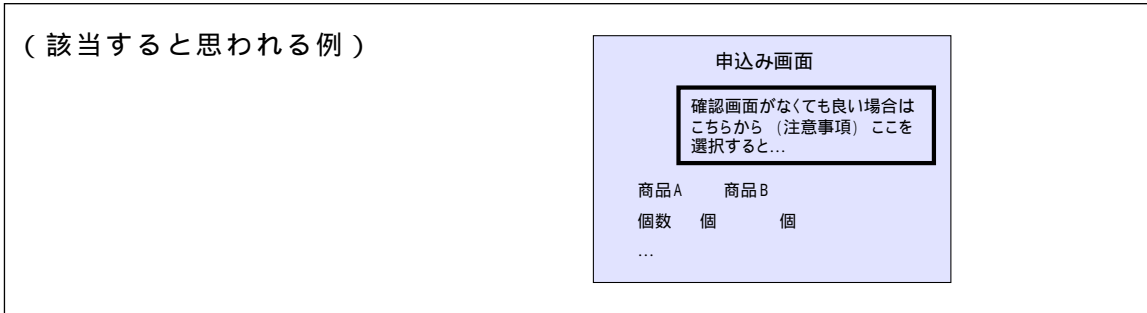 (該当すると思われる例)
申込み画面
確認画面がなくても良い場合は
こちらから (注意事項) ここを
選択すると…
商品A 商品B
個数 個 個
…